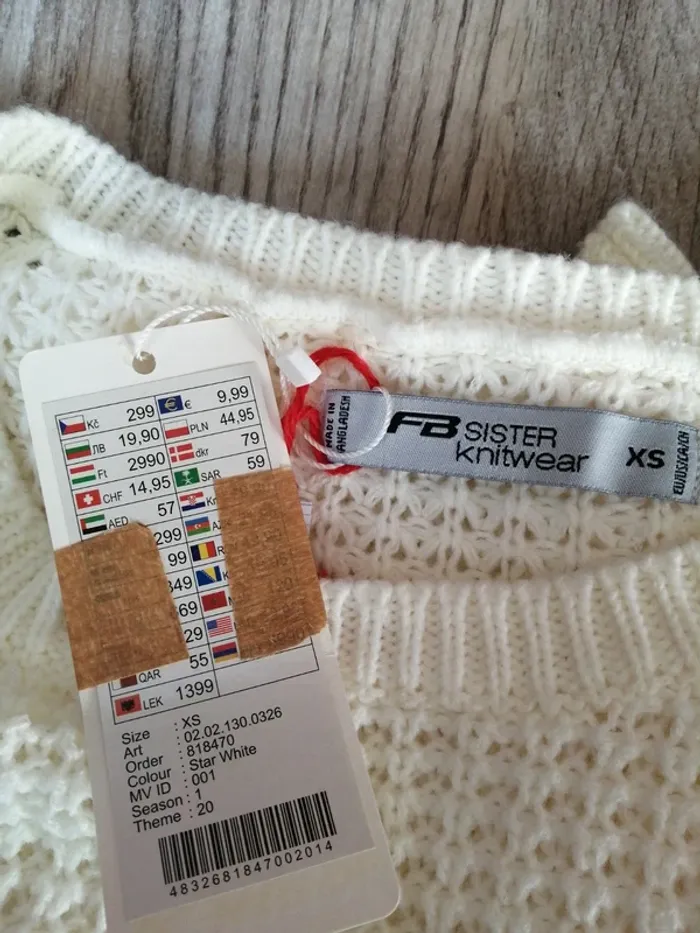 Kč 299 € 9,99
ЛВ 19,90 PLN 44,95
Ft 2990 dkr 79
CHF 14,95 SAR 59
AED 57
299
99
349
69
29
QAR 55
LEK 1399
Size : XS
Art : 02.02.130.0326
Order : 818470
Colour : Star White
MV ID : 001
Season : 1
Theme : 20
4832681847002014
MADE IN
BANGLADESH
FB SISTER
knitwear
XS